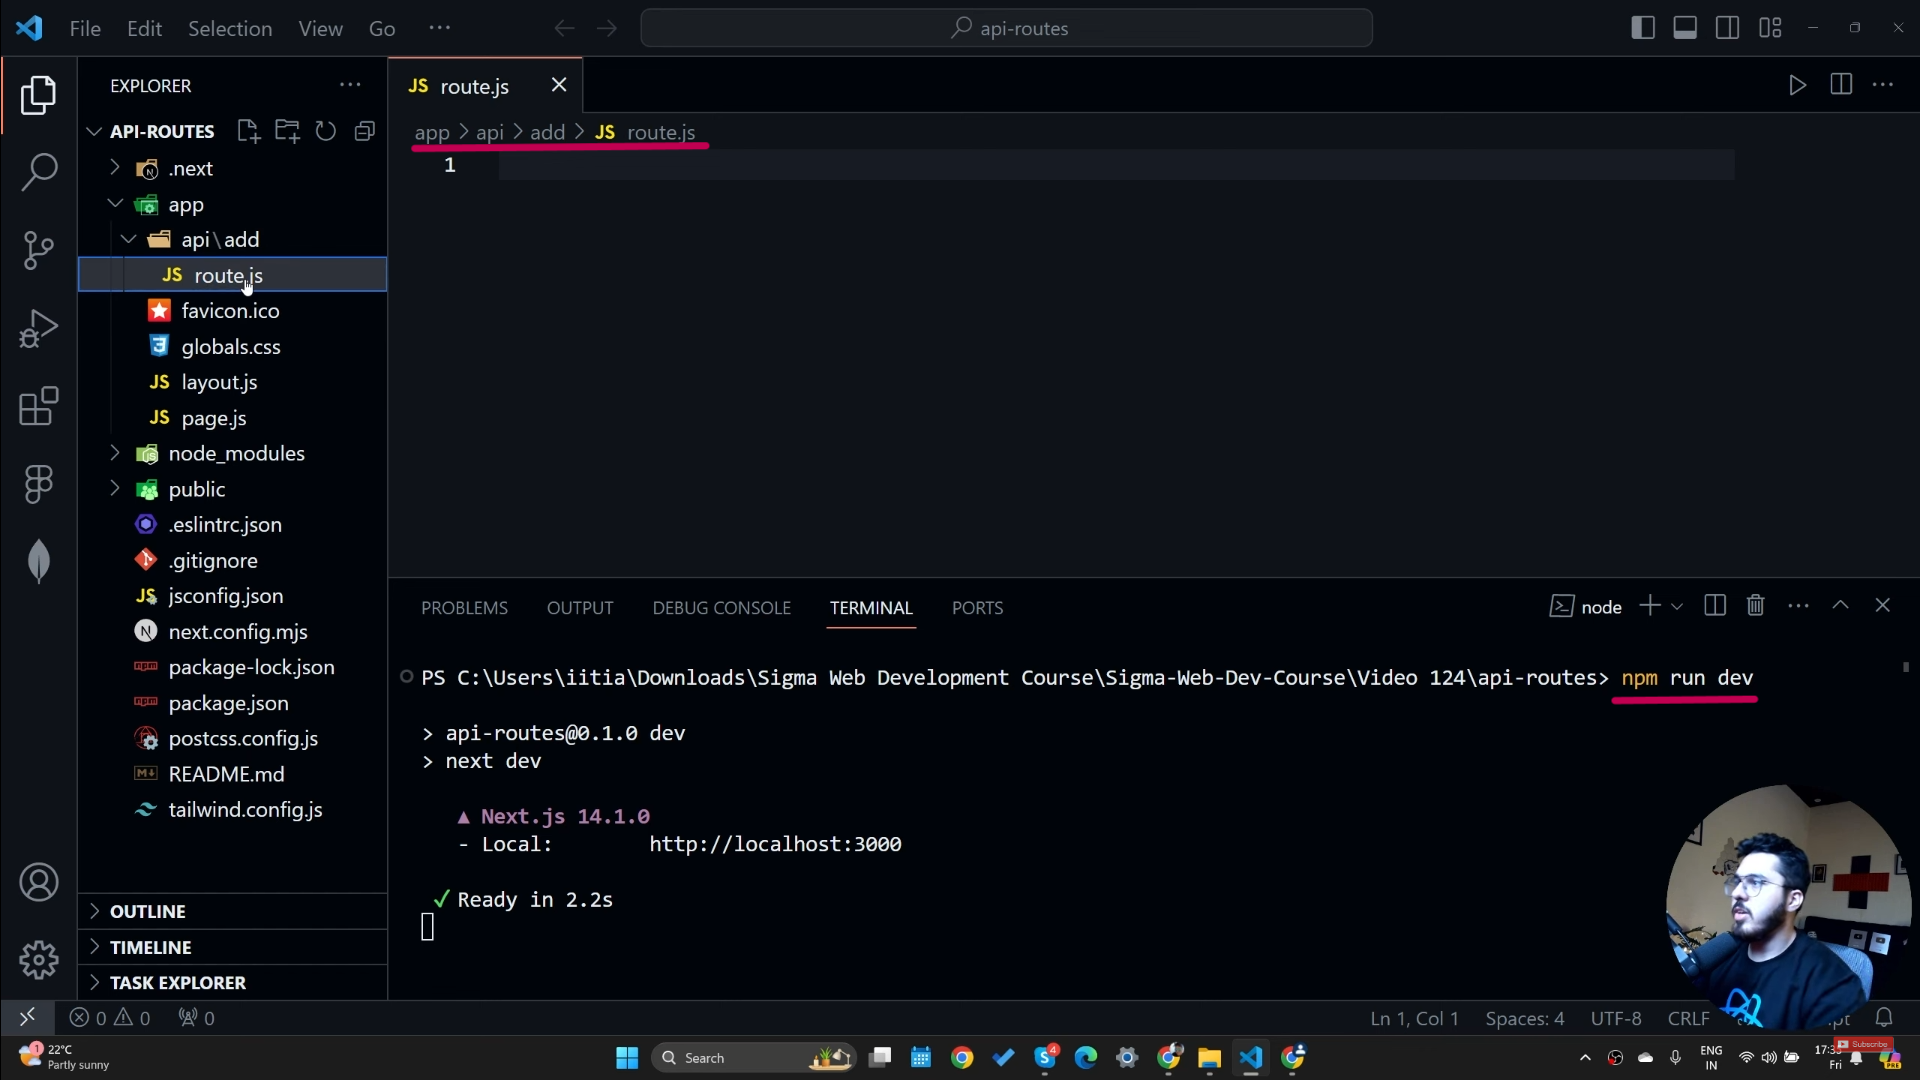 File Edit Selection View Go ···
api-routes
EXPLORER ···
API-ROUTES
.next
app
api\add
JS route.js
favicon.ico
globals.css
JS layout.js
JS page.js
node_modules
public
.eslintrc.json
.gitignore
JS jsconfig.json
N next.config.mjs
npm package-lock.json
npm package.json
postcss.config.js
README.md
tailwind.config.js
OUTLINE
TIMELINE
TASK EXPLORER
JS route.js
app > api > add > JS route.js
1
PROBLEMS OUTPUT DEBUG CONSOLE TERMINAL PORTS
node
PS C:\Users\iitia\Downloads\Sigma Web Development Course\Sigma-Web-Dev-Course\Video 124\api-routes> npm run dev
> api-routes@0.1.0 dev
> next dev
▲ Next.js 14.1.0
- Local: http://localhost:3000
✓ Ready in 2.2s
0 0 0
Ln 1, Col 1 Spaces: 4 UTF-8 CRLF
Subscribe
1
22°C
Partly sunny
Search
4
ENG
IN
Fri
PRE